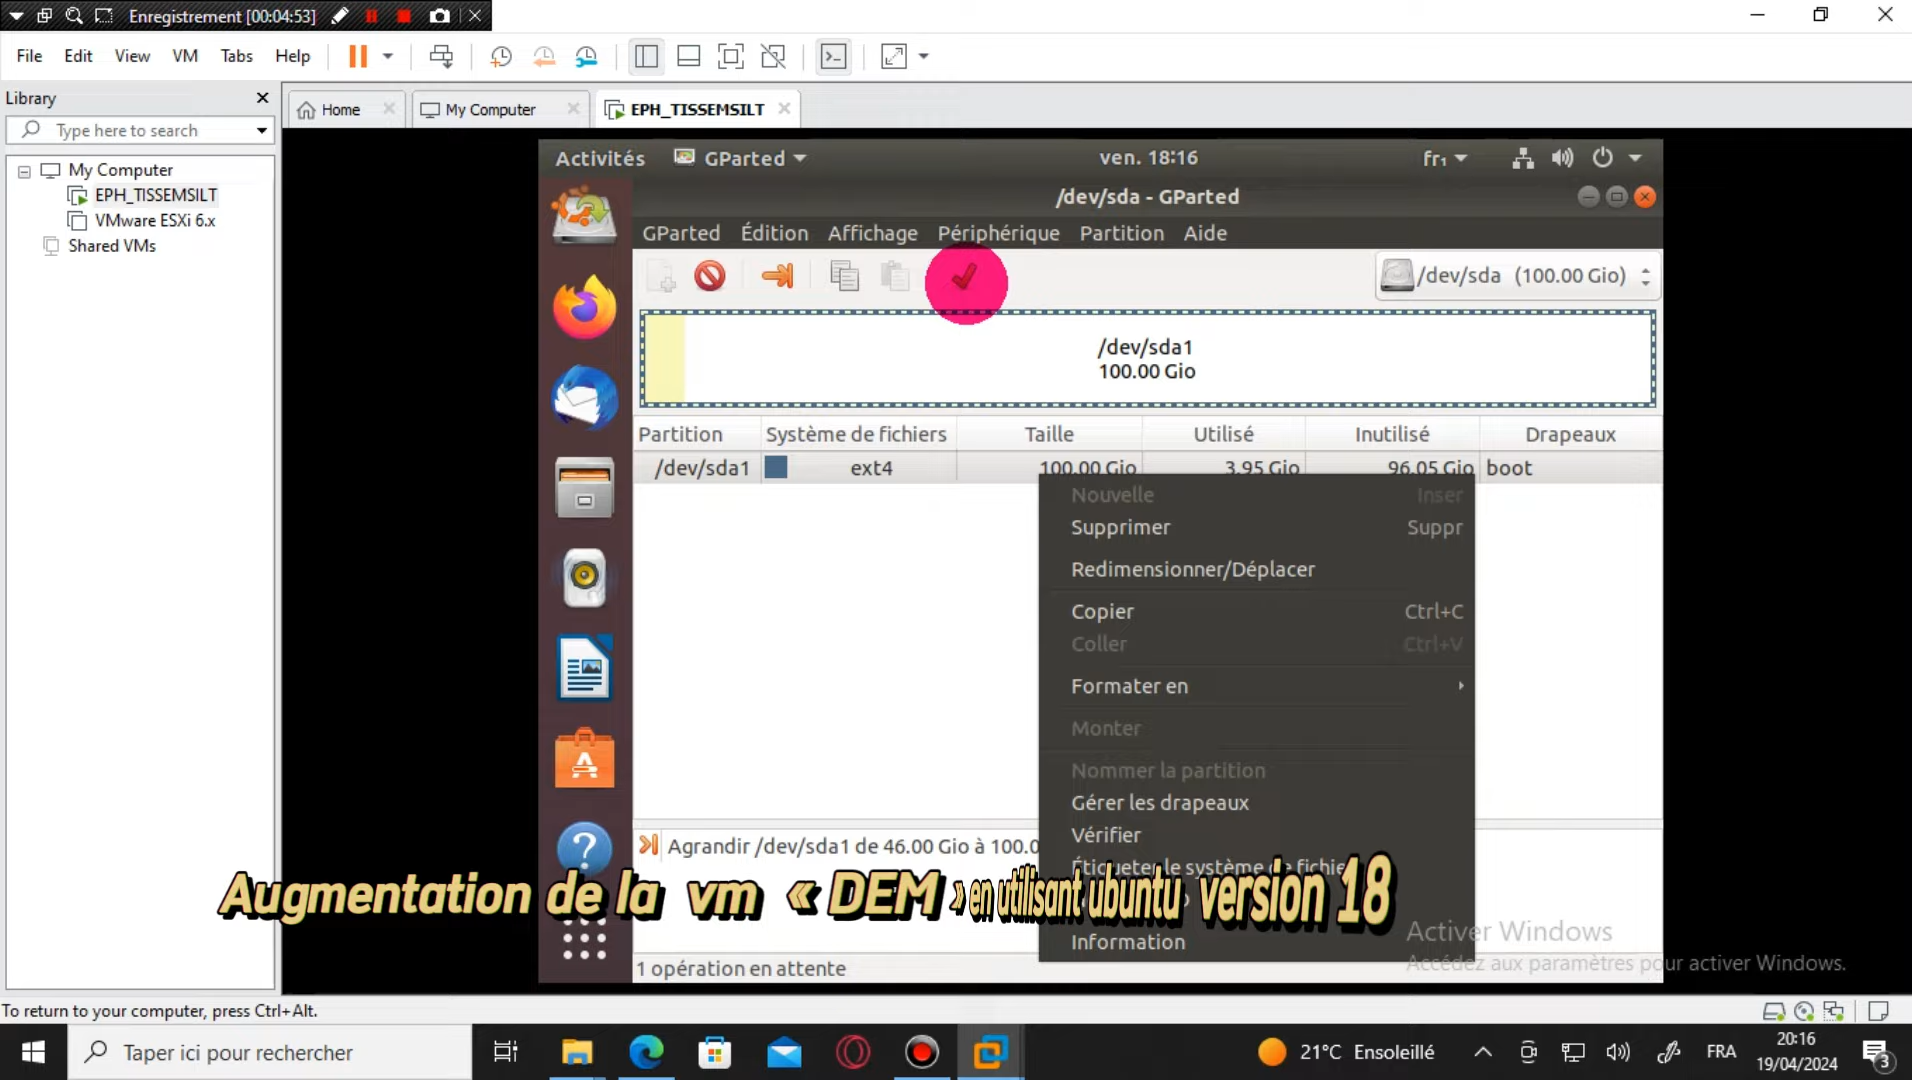 Enregistrement [00:04:53]
File Edit View VM Tabs Help
Library
Type here to search
Home
My Computer
EPH_TISSEMSILT
My Computer
EPH_TISSEMSILT
VMware ESXi 6.x
Shared VMs
Activités GParted ven. 18:16 fr₁
/dev/sda - GParted
GParted Édition Affichage Périphérique Partition Aide
/dev/sda (100.00 Gio)
/dev/sda1
100.00 Gio
Partition Système de fichiers Taille Utilisé Inutilisé Drapeaux
/dev/sda1 ext4 100.00 Gio 3.95 Gio 96.05 Gio boot
Nouvelle Inser
Supprimer Suppr
Redimensionner/Déplacer
Copier Ctrl+C
Coller Ctrl+V
Formater en
Monter
Nommer la partition
Gérer les drapeaux
Vérifier
Étiqueter le système de fichie
Information
Agrandir /dev/sda1 de 46.00 Gio à 100.0
Augmentation de la vm « DEM » en utilisant ubuntu version 18
1 opération en attente
Activer Windows
Accédez aux paramètres pour activer Windows.
To return to your computer, press Ctrl+Alt.
Taper ici pour rechercher
21°C Ensoleillé
FRA
20:16
19/04/2024
3